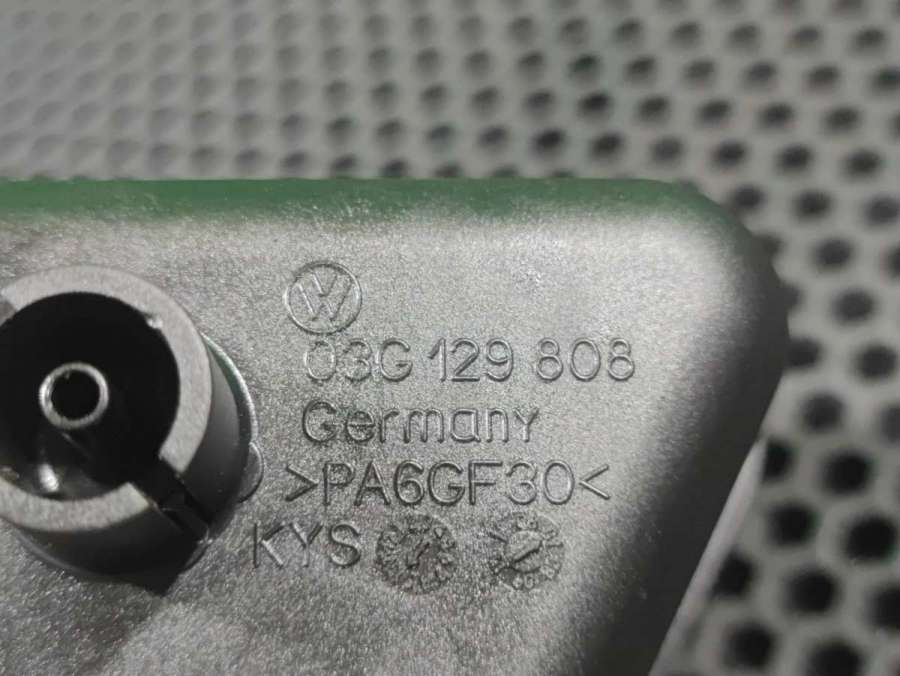 03G 129 808
Germany
>PA6GF30<
KYS